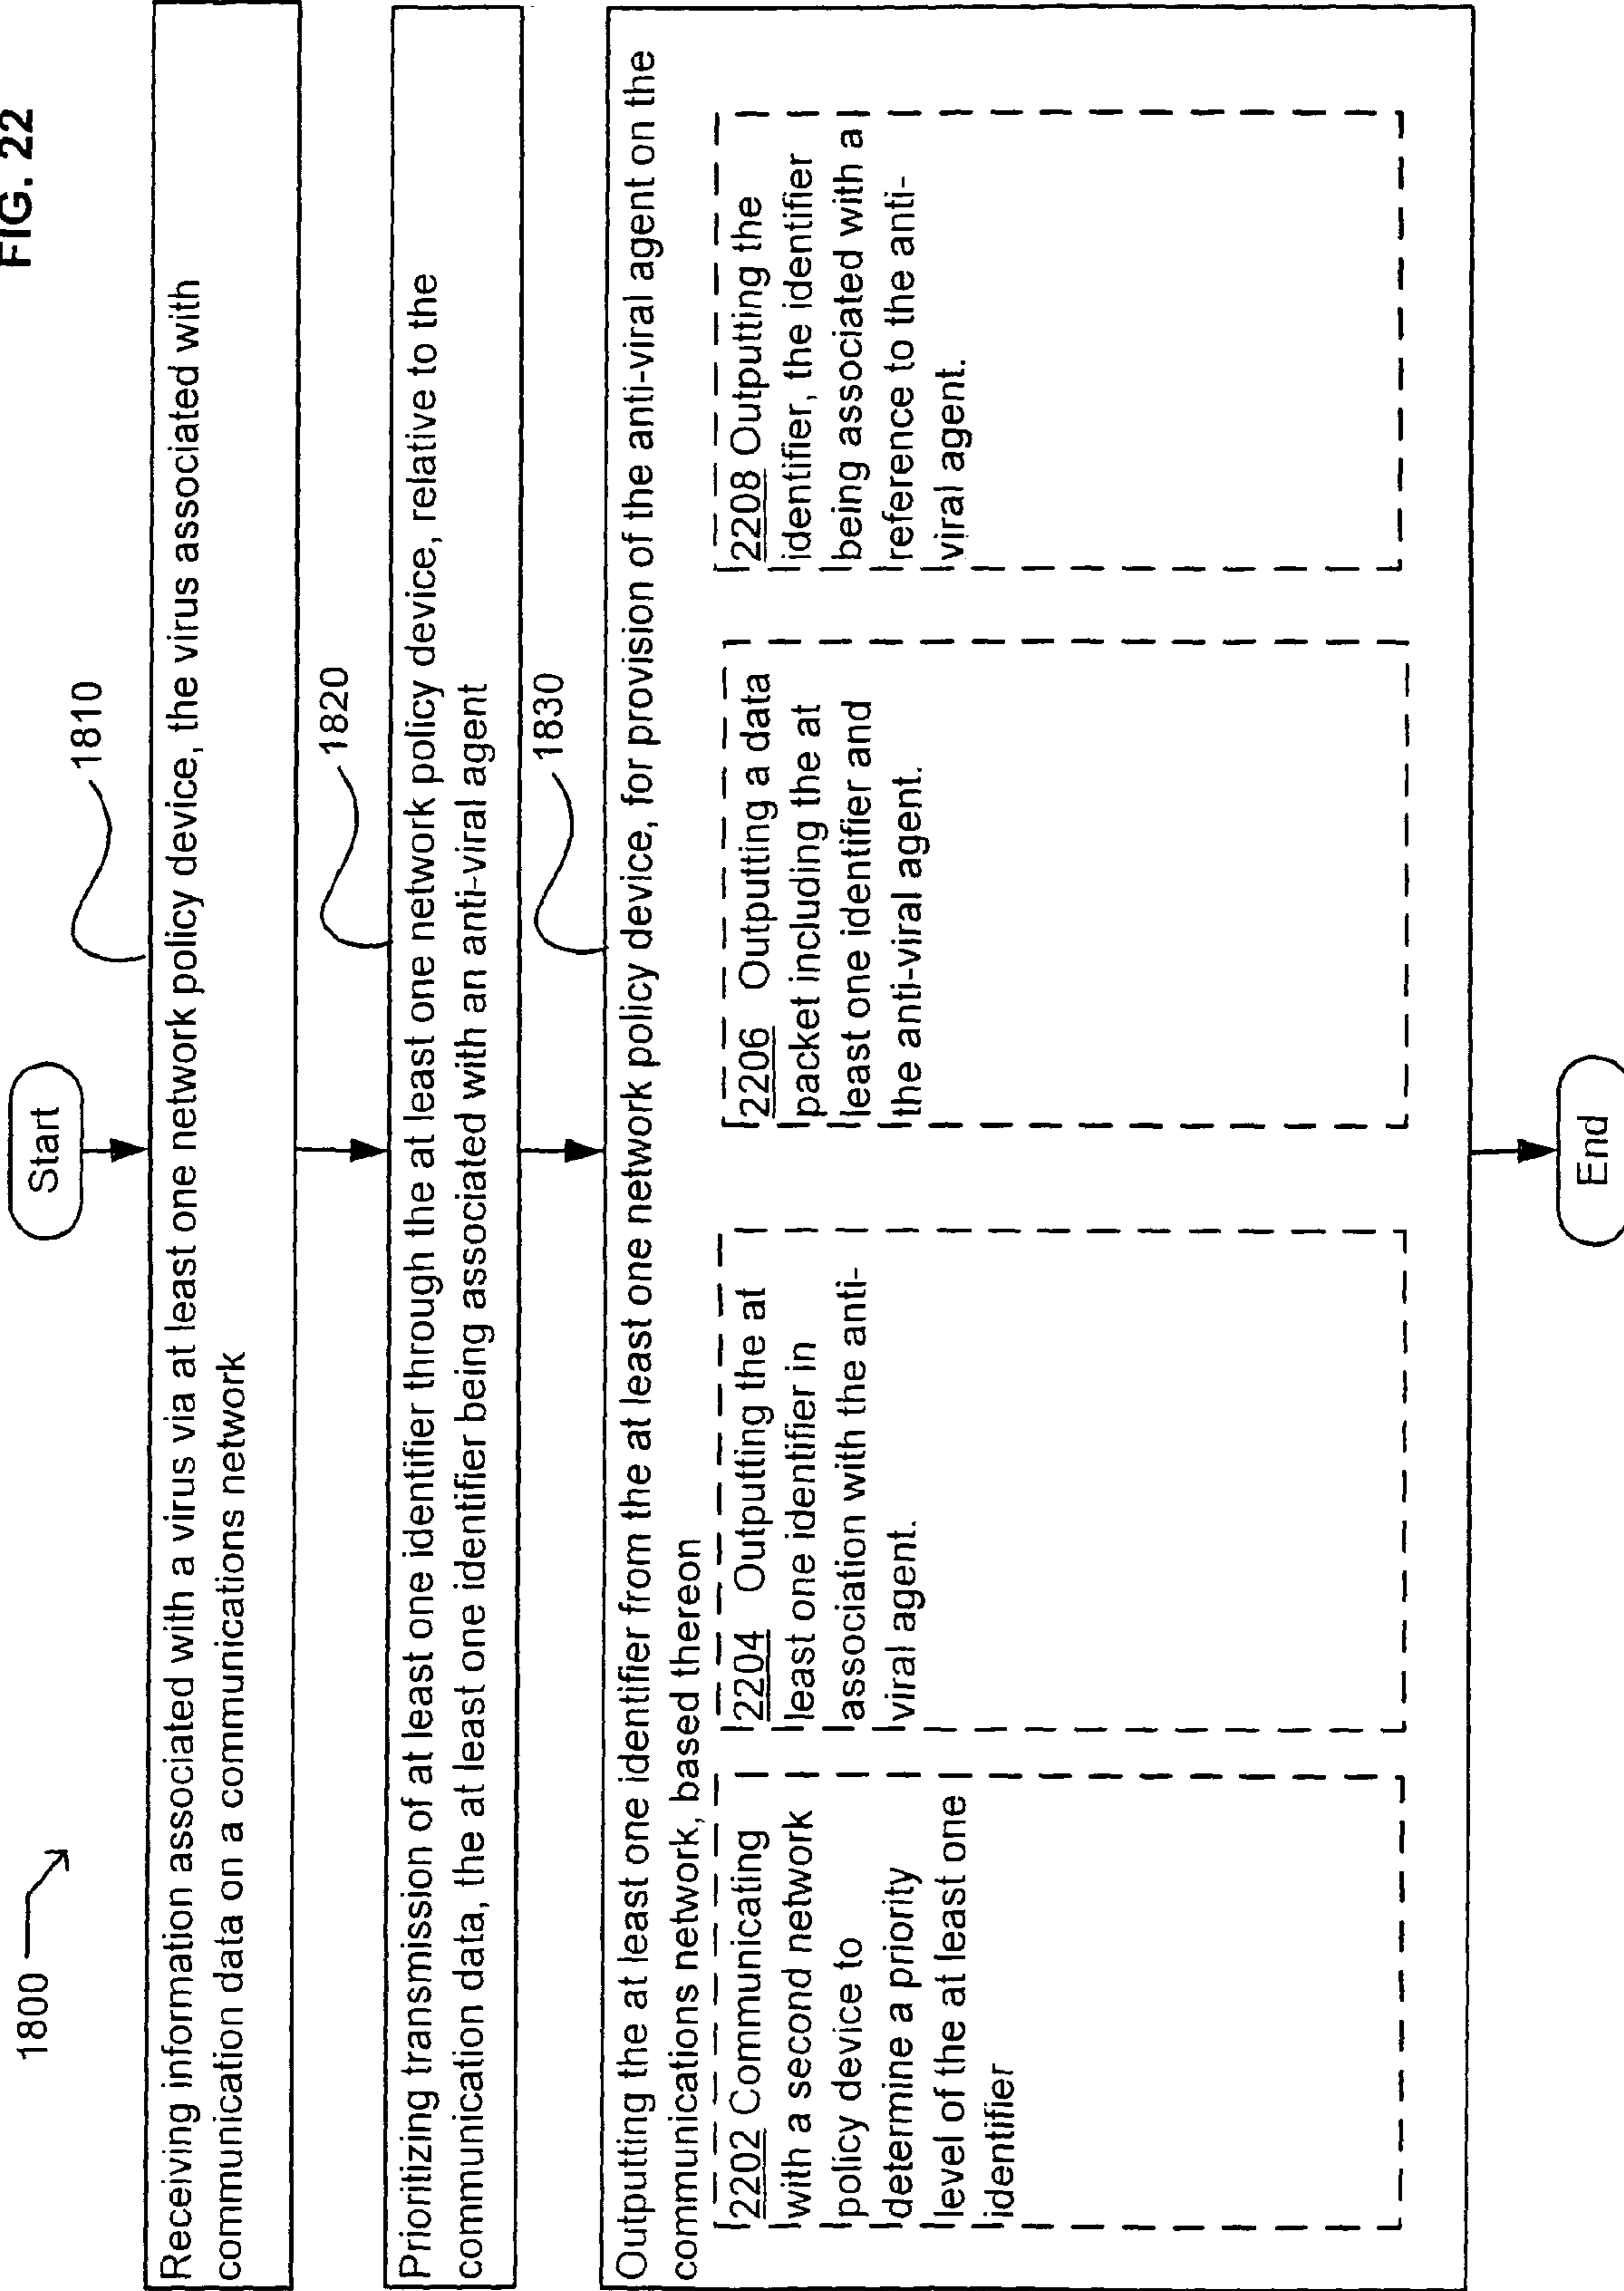 FIG. 22
1800
Start
1810
Receiving information associated with a virus via at least one network policy device, the virus associated with
communication data on a communications network
1820
Prioritizing transmission of at least one identifier through the at least one network policy device, relative to the
communication data, the at least one identifier being associated with an anti-viral agent
1830
Outputting the at least one identifier from the at least one network policy device, for provision of the anti-viral agent on the
communications network, based thereon
2202 Communicating
with a second network
policy device to
determine a priority
level of the at least one
identifier
2204 Outputting the at
least one identifier in
association with the anti-
viral agent.
2206 Outputting a data
packet including the at
least one identifier and
the anti-viral agent.
2208 Outputting the
identifier, the identifier
being associated with a
reference to the anti-
viral agent.
End